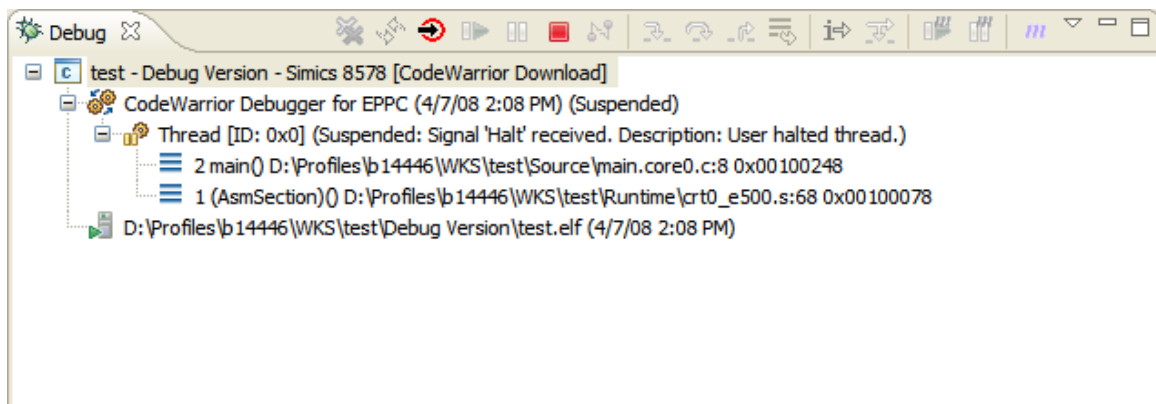 Debug
i
m
c test - Debug Version - Simics 8578 [CodeWarrior Download]
CodeWarrior Debugger for EPPC (4/7/08 2:08 PM) (Suspended)
Thread [ID: 0x0] (Suspended: Signal 'Halt' received. Description: User halted thread.)
2 main() D:\Profiles\b14446\WKS\test\Source\main.core0.c:8 0x00100248
1 (AsmSection)() D:\Profiles\b14446\WKS\test\Runtime\crt0_e500.s:68 0x00100078
D:\Profiles\b14446\WKS\test\Debug Version\test.elf (4/7/08 2:08 PM)